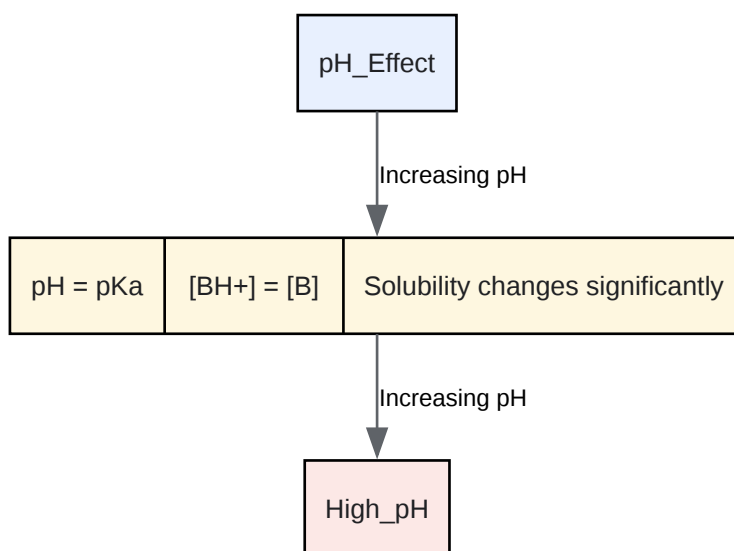 pH_Effect
Increasing pH
pH = pKa
[BH+] = [B]
Solubility changes significantly
Increasing pH
High_pH